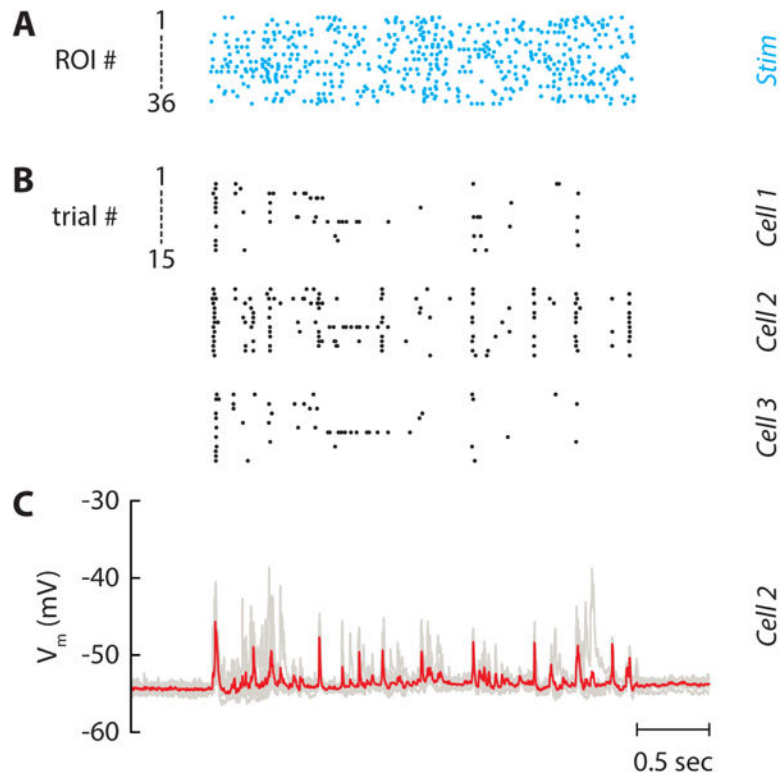 A
ROI #
1
36
Stim
B
trial #
1
15
Cell 1
Cell 2
Cell 3
C
V_m (mV)
-30
-40
-50
-60
Cell 2
0.5 sec